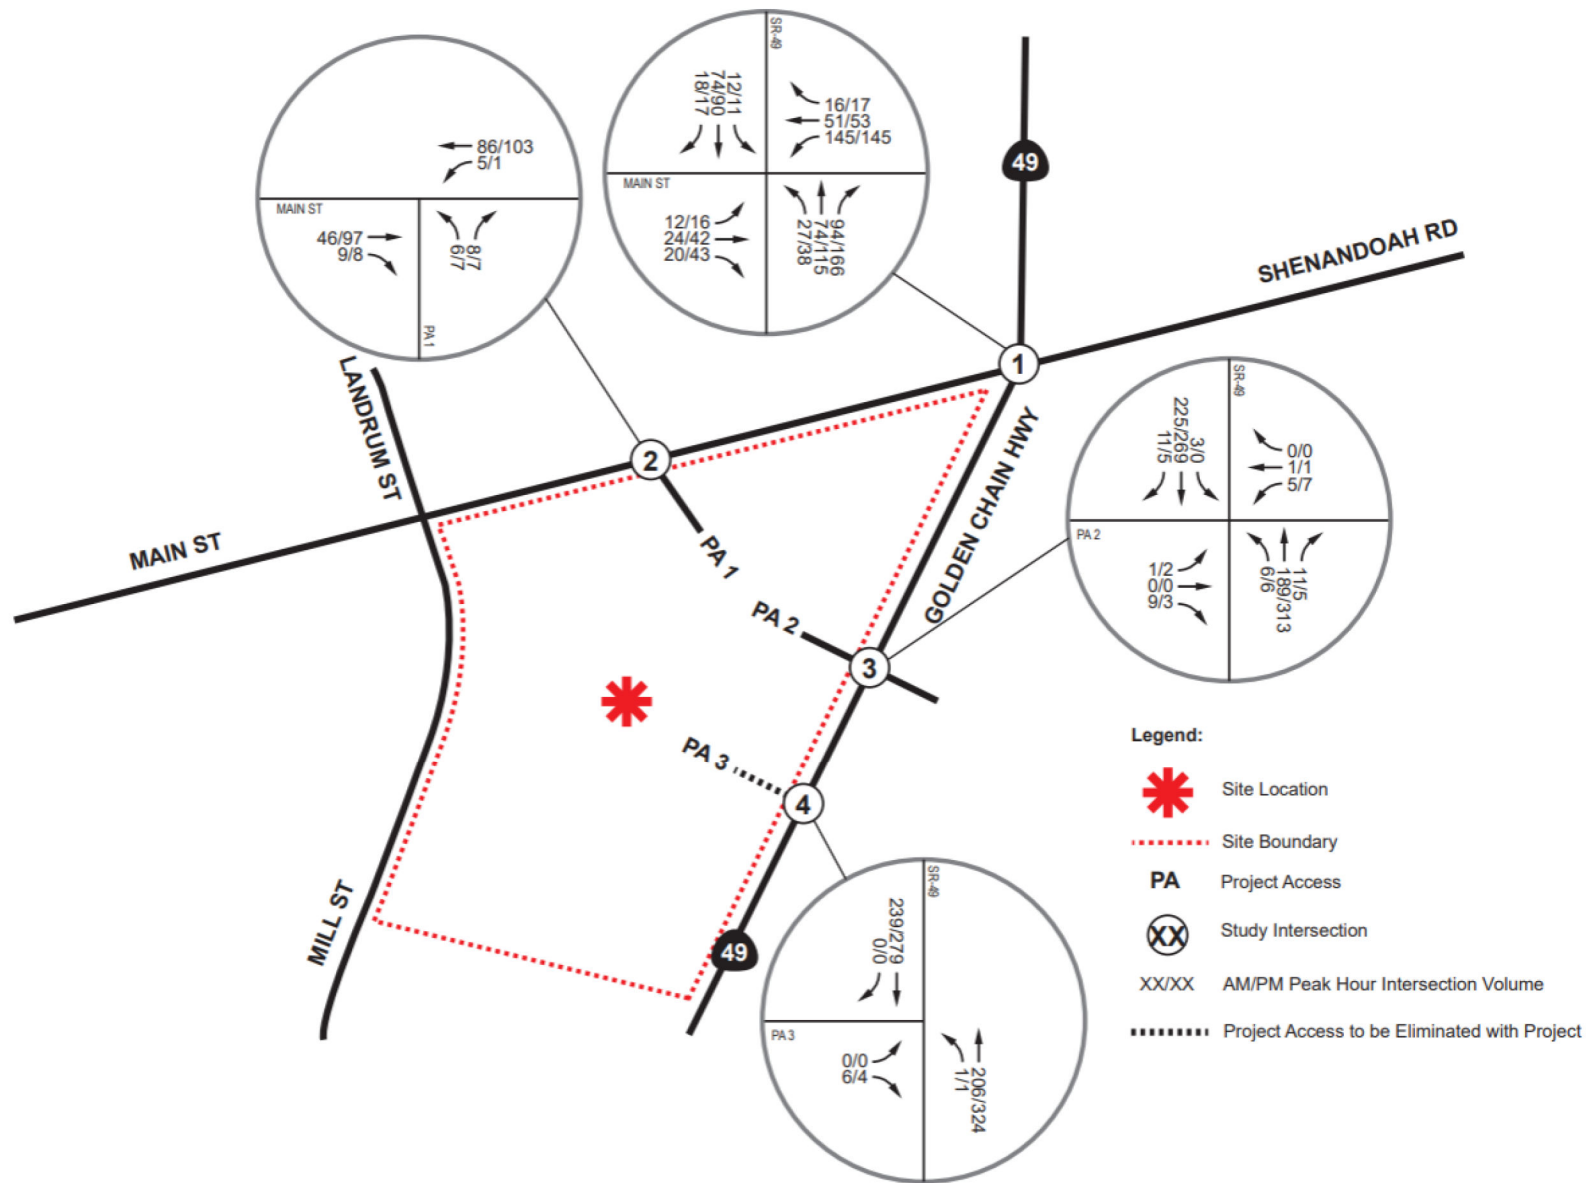 SR-49
12/11
74/90
18/17
16/17
51/53
145/145
MAIN ST
12/16
24/42
20/43
94/166
74/115
27/38
86/103
5/1
MAIN ST
46/97
9/8
8/7
6/7
PA 1
49
SHENANDOAH RD
1
LANDRUM ST
2
GOLDEN CHAIN HWY
MAIN ST
PA 1
PA 2
3
SR-49
3/0
225/269
11/5
0/0
1/1
5/7
PA 2
1/2
0/0
9/3
11/5
189/313
6/6
PA 3
4
MILL ST
49
SR-49
239/279
0/0
PA 3
0/0
6/4
206/324
1/1
Legend:
Site Location
Site Boundary
PA Project Access
XX Study Intersection
XX/XX AM/PM Peak Hour Intersection Volume
Project Access to be Eliminated with Project